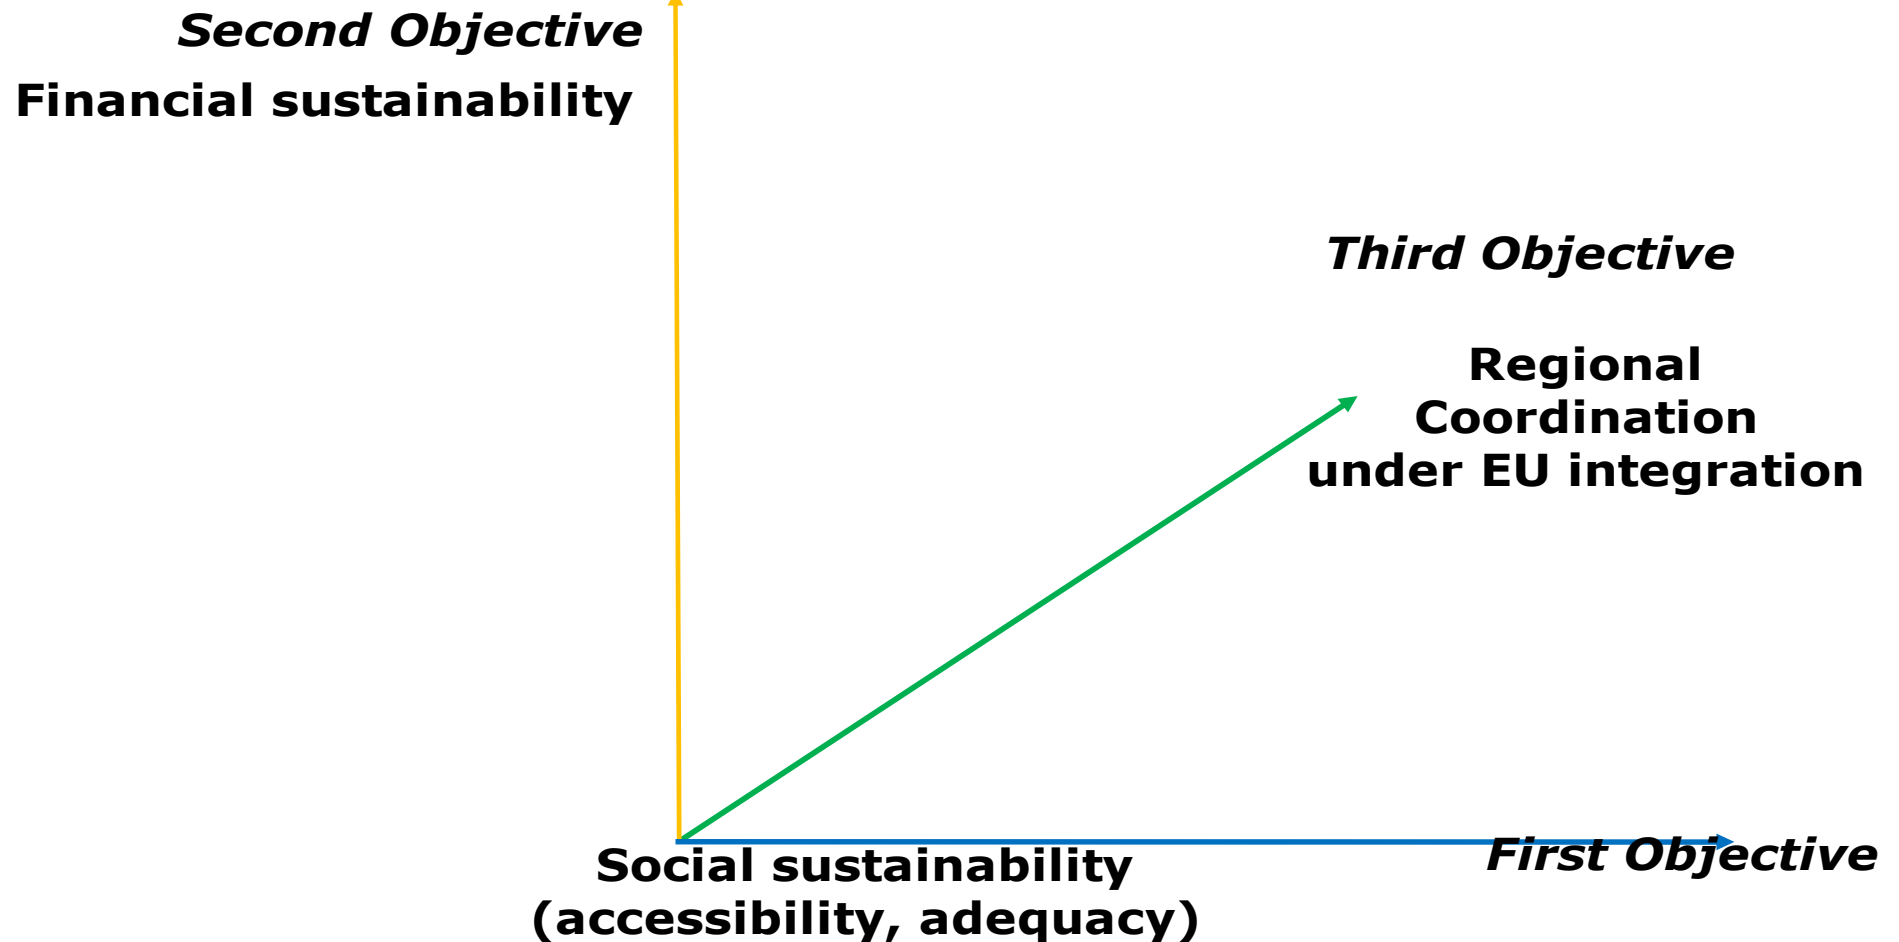 Second Objective
Financial sustainability
Third Objective
Regional
Coordination
under EU integration
First Objective
Social sustainability
(accessibility, adequacy)